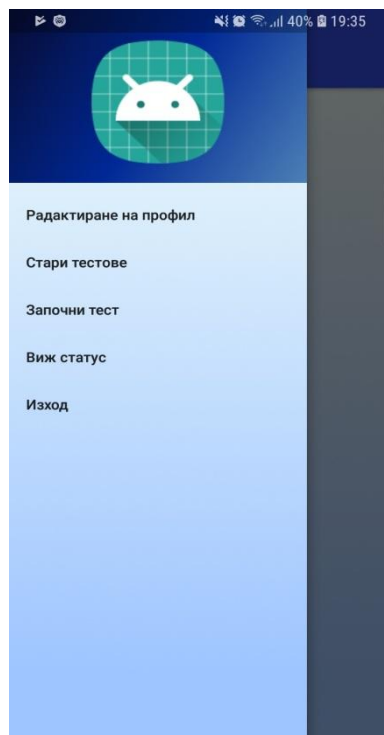 40% 19:35
Радактиране на профил
Стари тестове
Започни тест
Виж статус
Изход